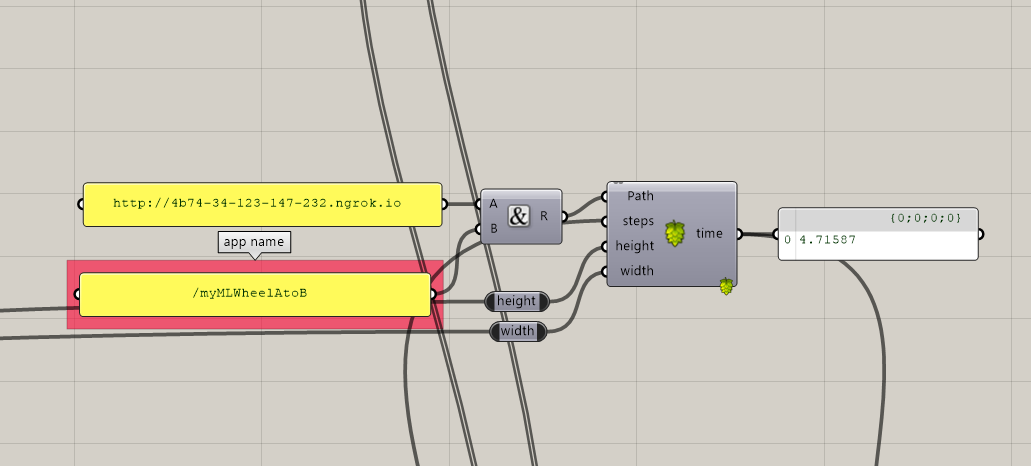 http://4b74-34-123-147-232.ngrok.io
app name
/myMLWheelAtoB
A
B
&
R
height
width
Path
steps
height
width
time
{0;0;0;0}
0 4.71587